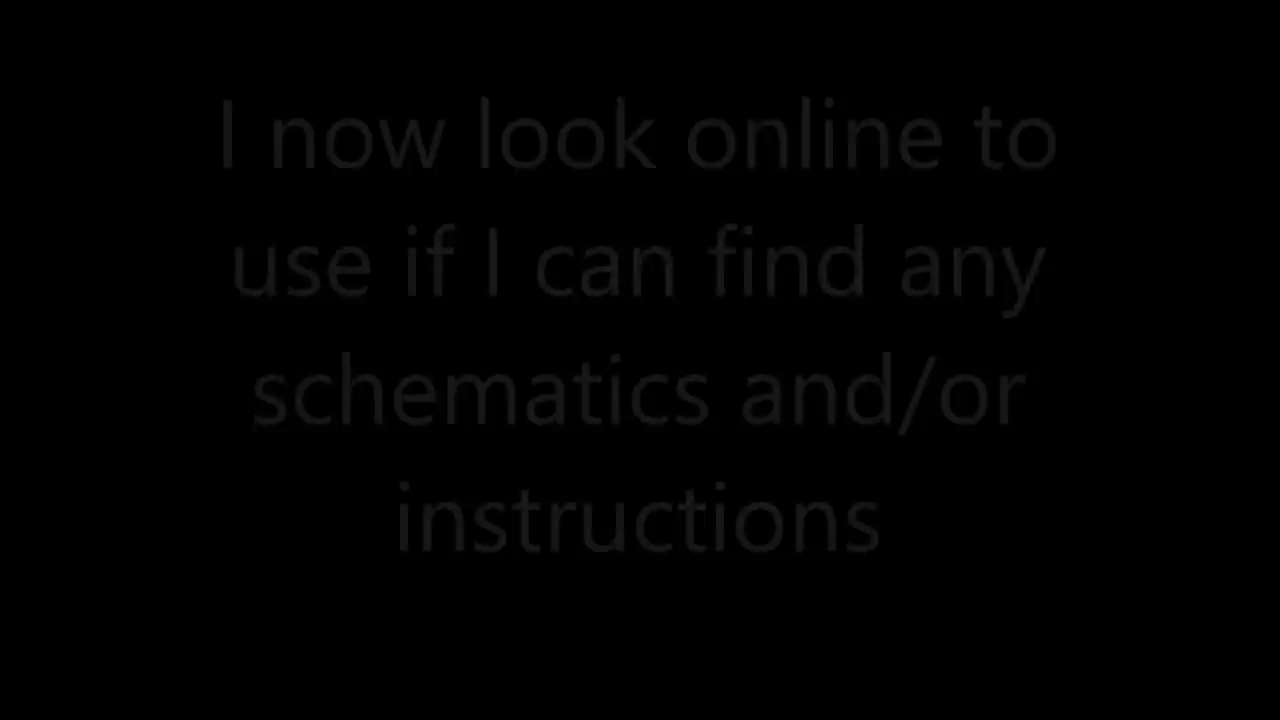 I now look online to
use if I can find any
schematics and/or
instructions